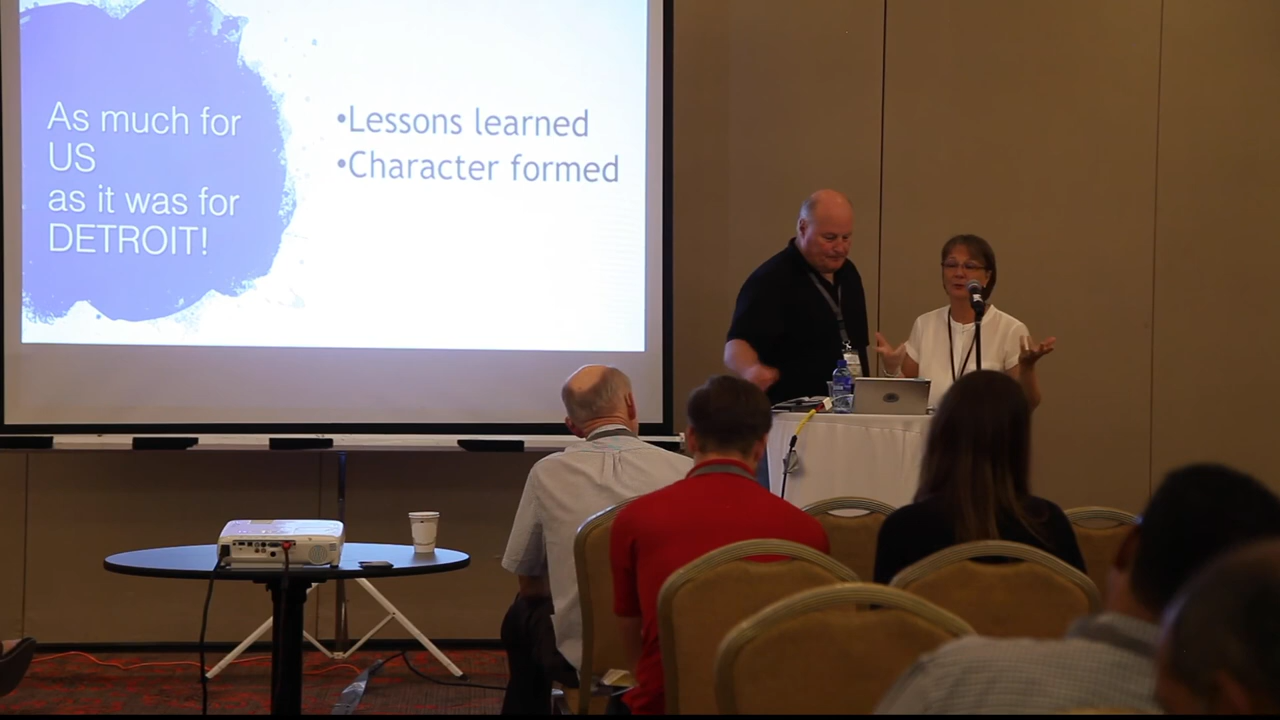 As much for
US
as it was for
DETROIT!
•Lessons learned
•Character formed